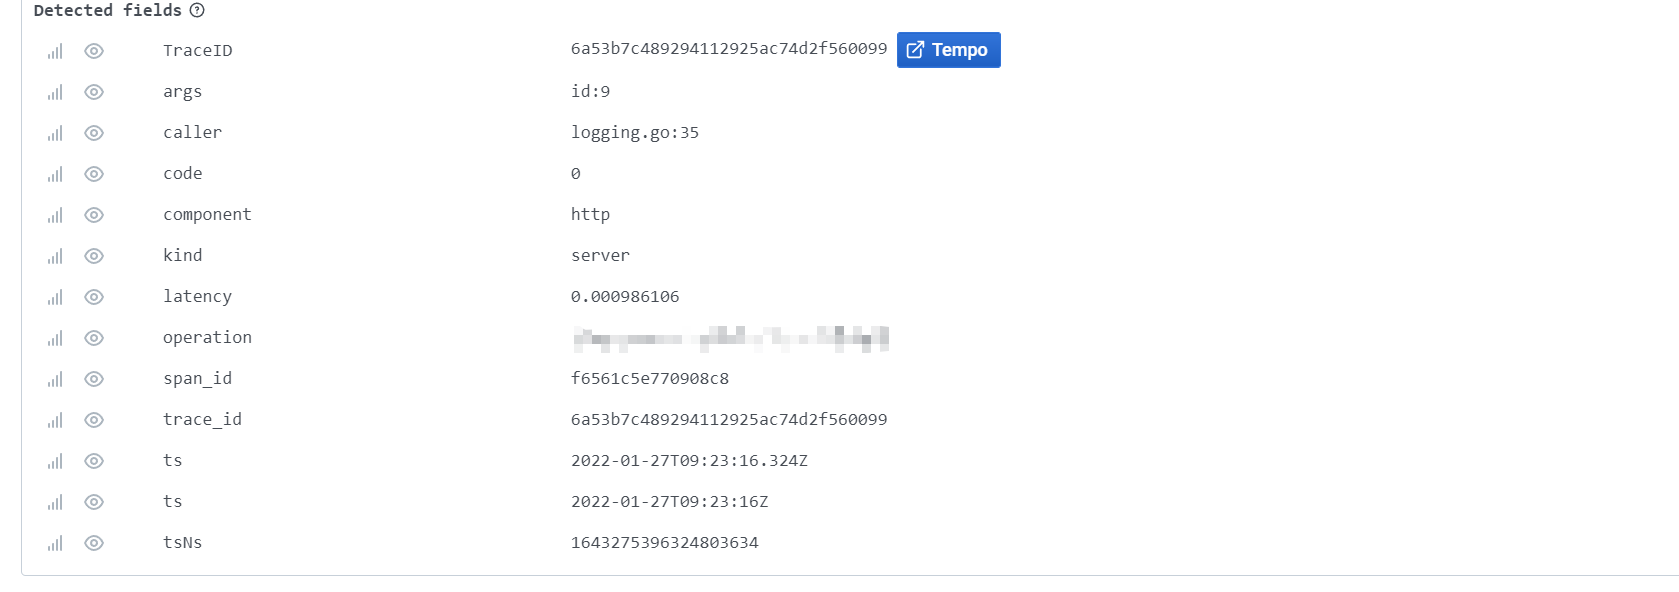 Detected fields
TraceID 6a53b7c489294112925ac74d2f560099 Tempo
args id:9
caller logging.go:35
code 0
component http
kind server
latency 0.000986106
operation
span_id f6561c5e770908c8
trace_id 6a53b7c489294112925ac74d2f560099
ts 2022-01-27T09:23:16.324Z
ts 2022-01-27T09:23:16Z
tsNs 1643275396324803634